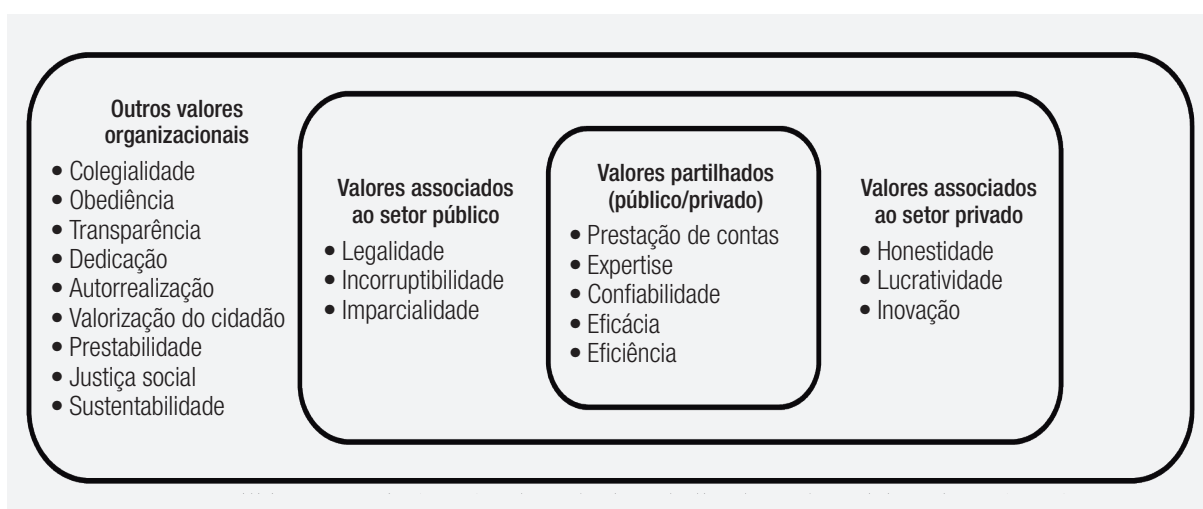 Outros valores
organizacionais
• Colegialidade
• Obediência
• Transparência
• Dedicação
• Autorrealização
• Valorização do cidadão
• Prestabilidade
• Justiça social
• Sustentabilidade
Valores associados
ao setor público
• Legalidade
• Incorruptibilidade
• Imparcialidade
Valores partilhados
(público/privado)
• Prestação de contas
• Expertise
• Confiabilidade
• Eficácia
• Eficiência
Valores associados
ao setor privado
• Honestidade
• Lucratividade
• Inovação